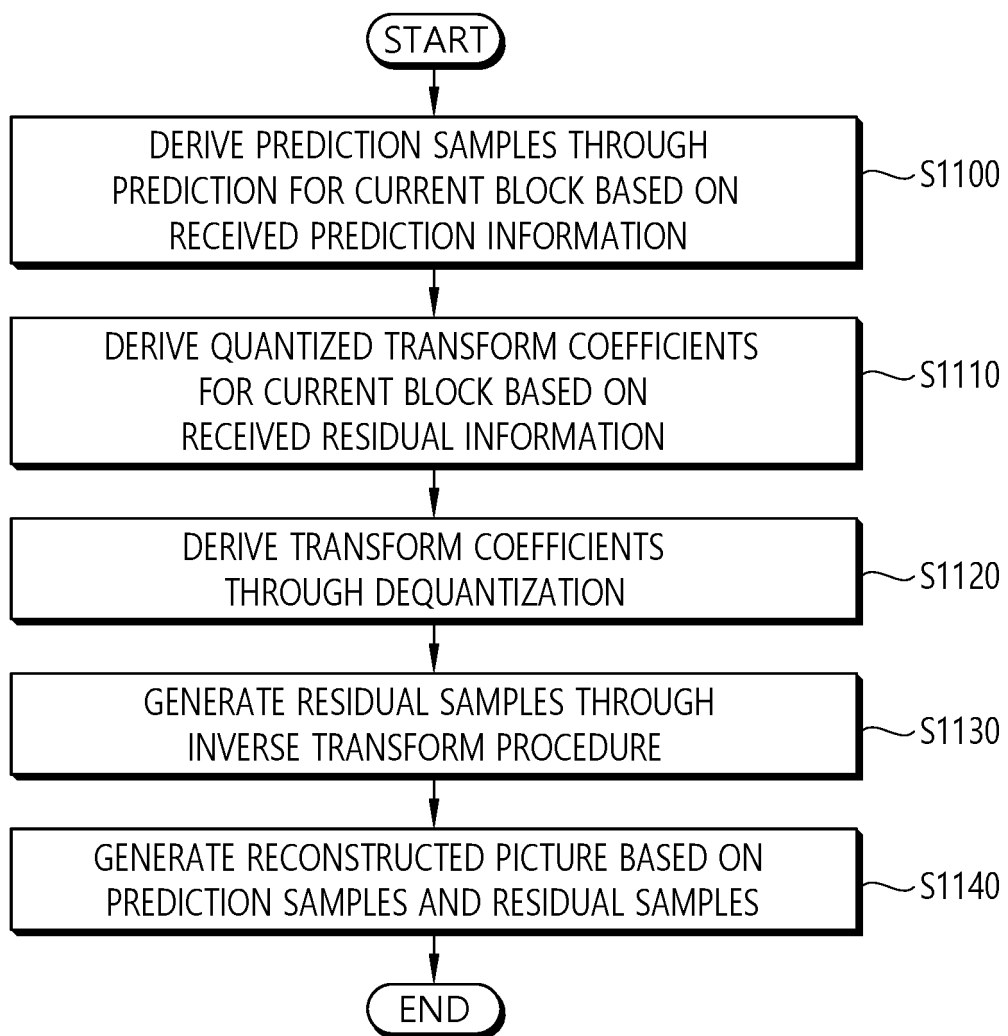 START
DERIVE PREDICTION SAMPLES THROUGH
PREDICTION FOR CURRENT BLOCK BASED ON
RECEIVED PREDICTION INFORMATION
S1100
DERIVE QUANTIZED TRANSFORM COEFFICIENTS
FOR CURRENT BLOCK BASED ON
RECEIVED RESIDUAL INFORMATION
S1110
DERIVE TRANSFORM COEFFICIENTS
THROUGH DEQUANTIZATION
S1120
GENERATE RESIDUAL SAMPLES THROUGH
INVERSE TRANSFORM PROCEDURE
S1130
GENERATE RECONSTRUCTED PICTURE BASED ON
PREDICTION SAMPLES AND RESIDUAL SAMPLES
S1140
END